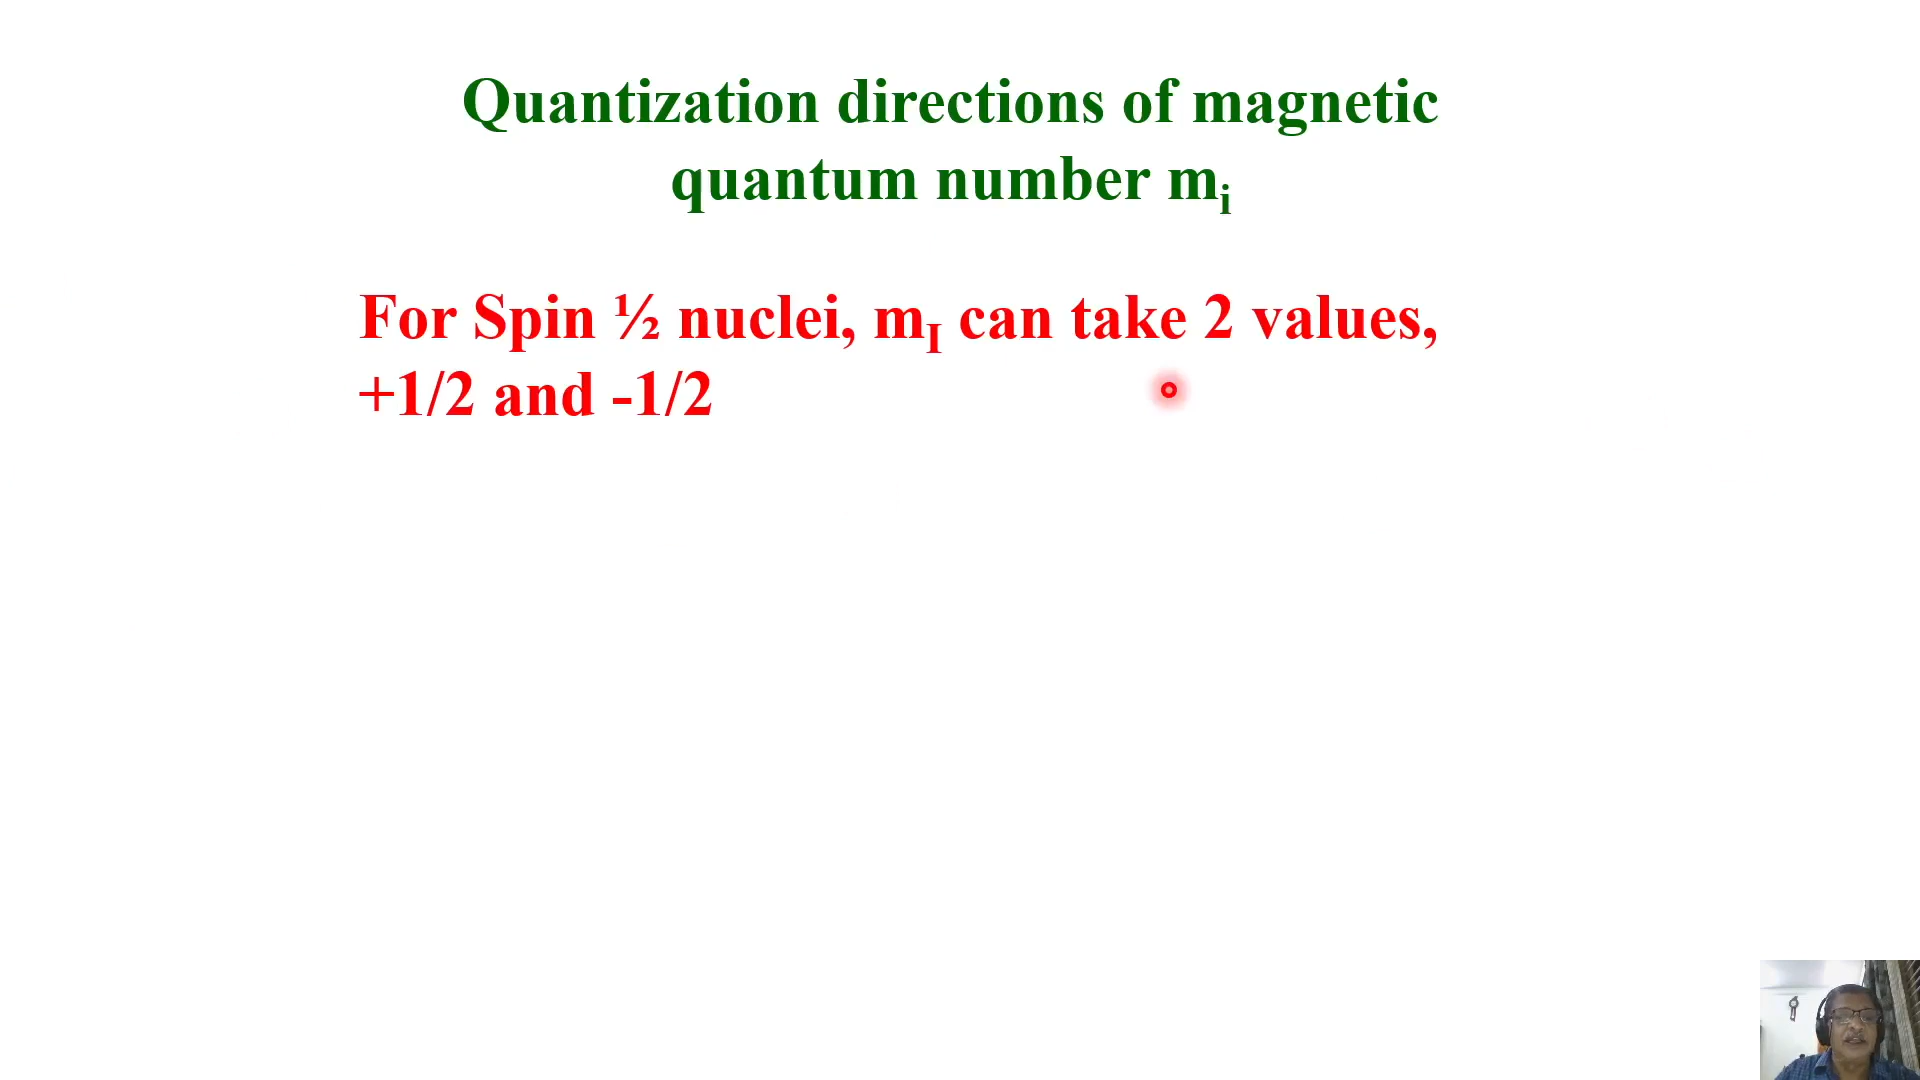 Quantization directions of magnetic
quantum number mᵢ
For Spin ½ nuclei, m_I can take 2 values,
+1/2 and -1/2